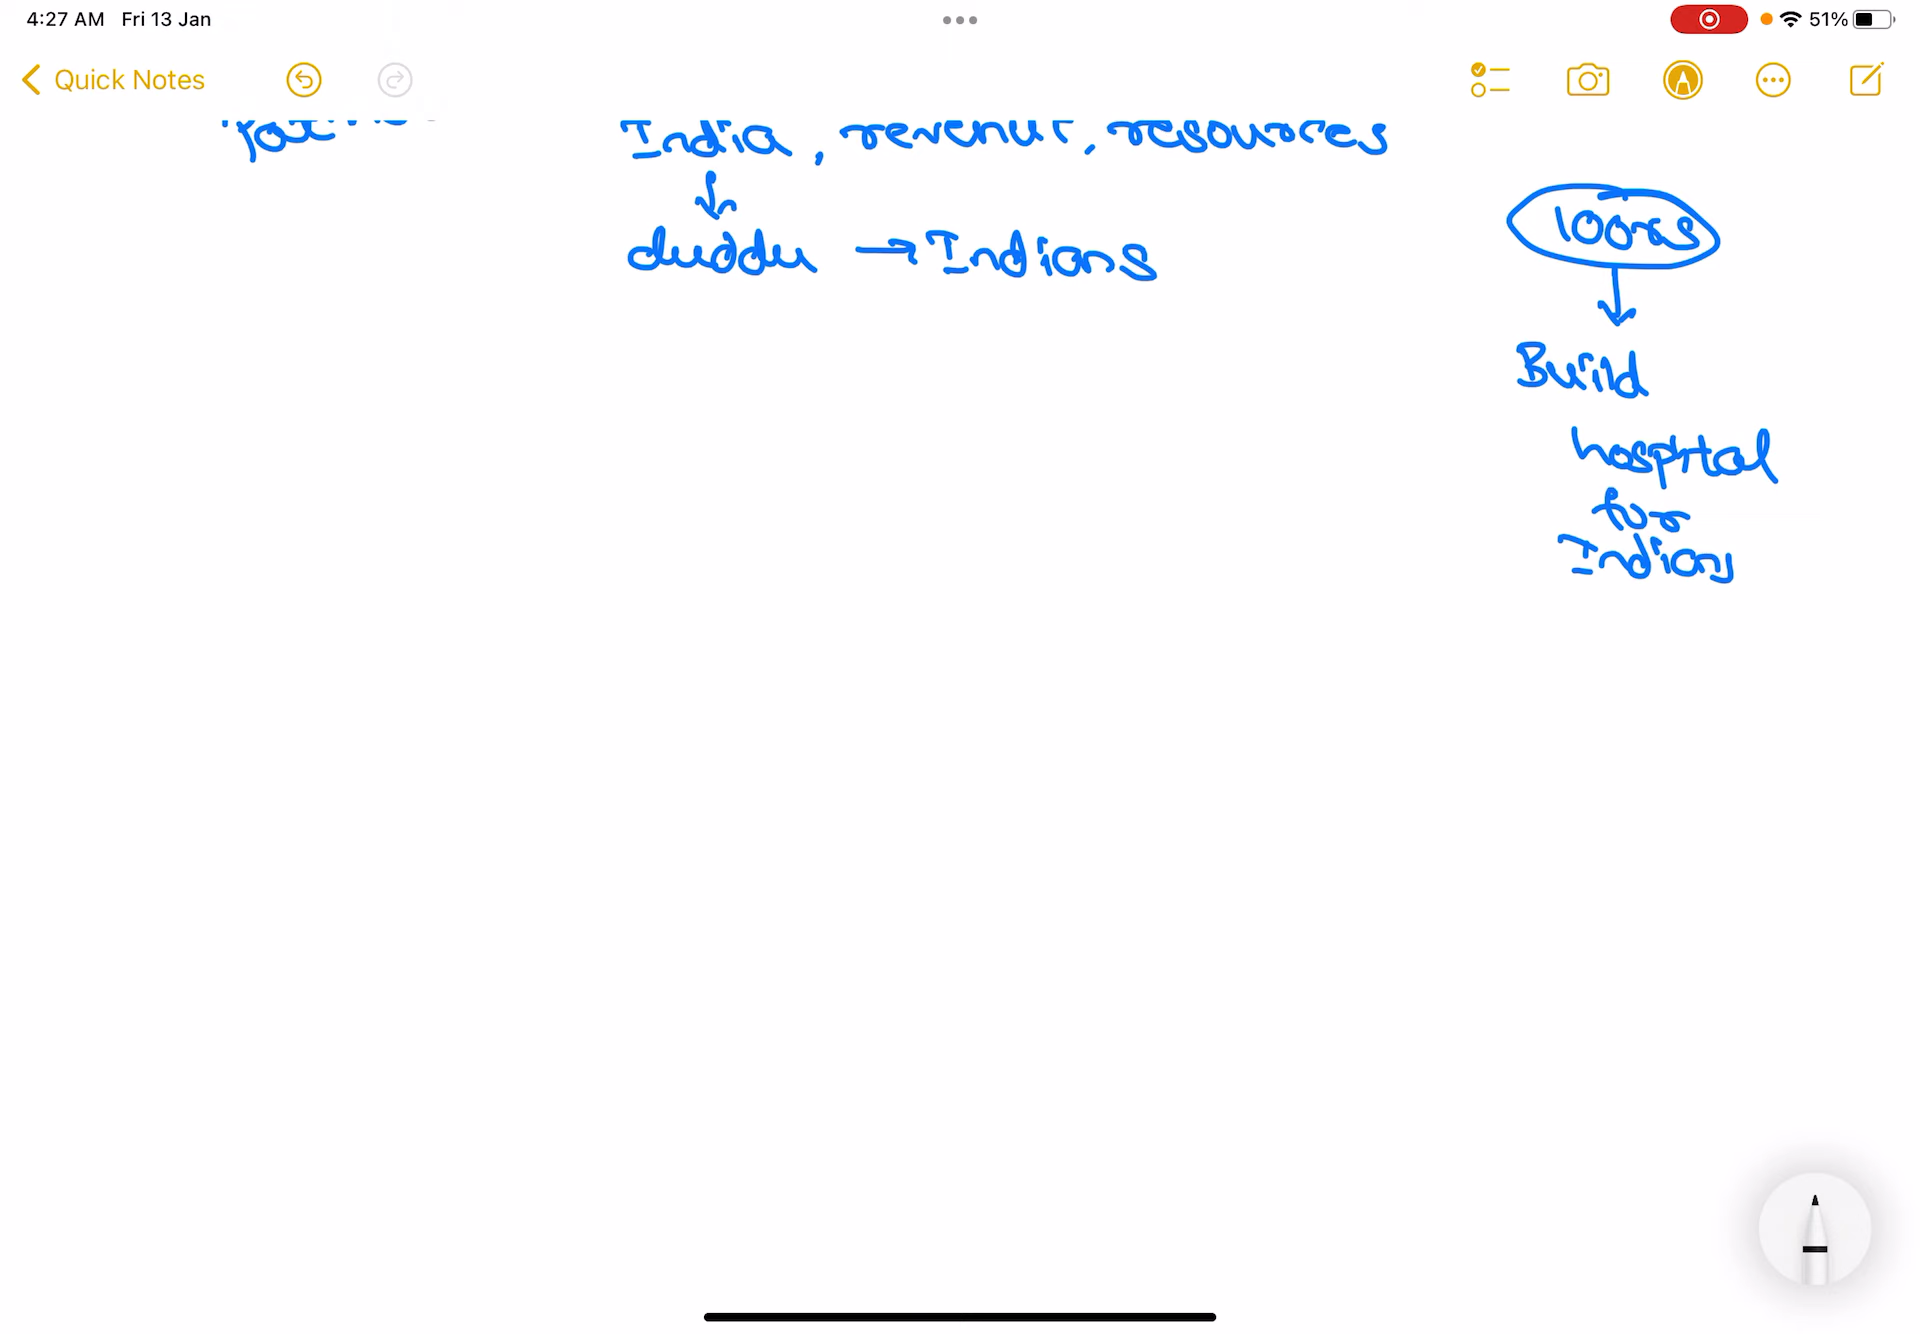 4:27 AM Fri 13 Jan
51%
Quick Notes
India, revenue, resources
duddu → Indians
100rs
Build
hospital
for
Indians